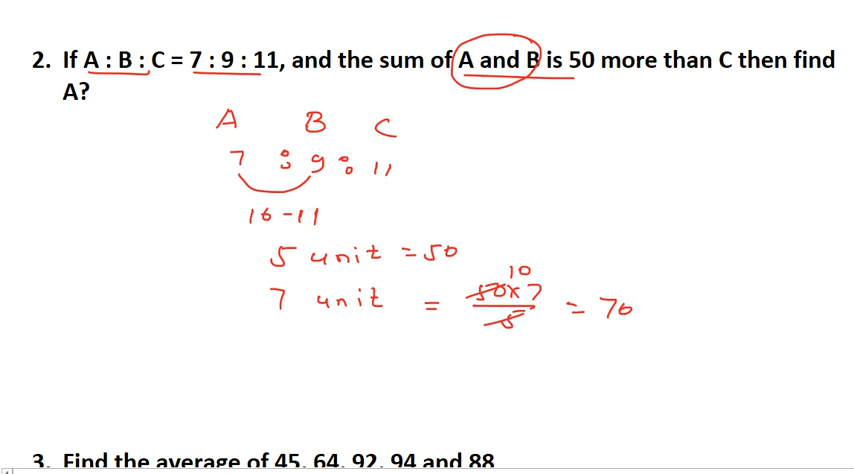 2. If A : B : C = 7 : 9 : 11, and the sum of A and B is 50 more than C then find
A?
A B C
7 : 9 : 11
16 - 11
5 unit = 50
10
7 unit = 50x7/5 = 70
3. Find the average of 45, 64, 92, 94 and 88